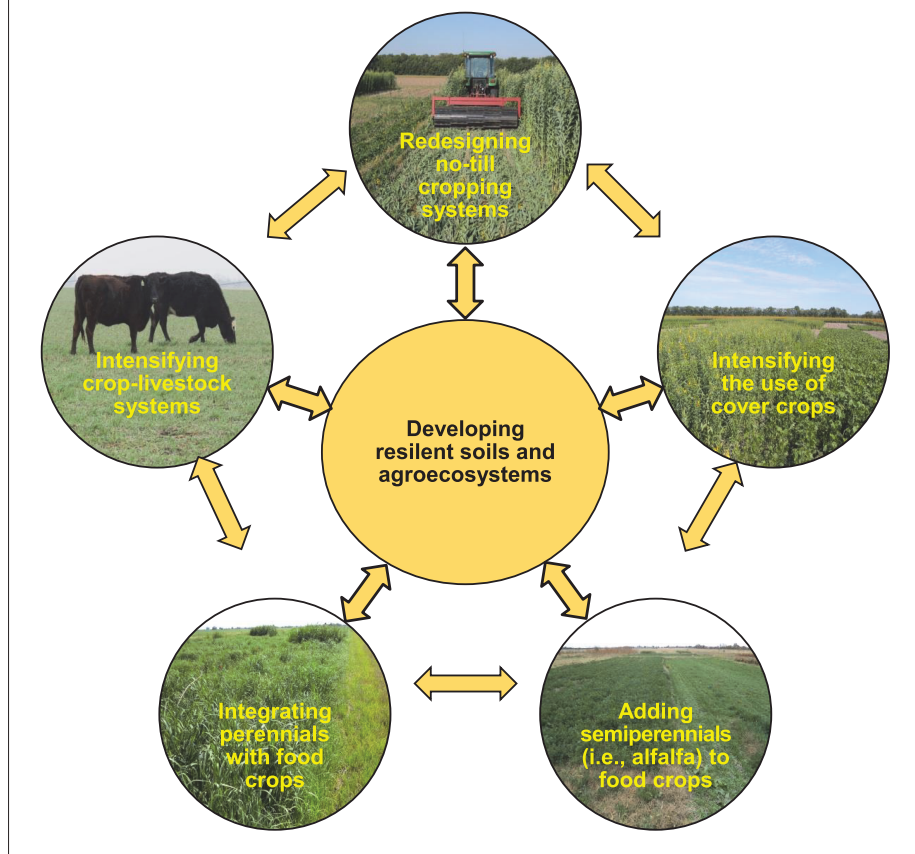 Redesigning
no-till
cropping
systems
Intensifying
crop-livestock
systems
Intensifying
the use of
cover crops
Developing
resilent soils and
agroecosystems
Integrating
perennials
with food
crops
Adding
semiperennials
(i.e., alfalfa) to
food crops